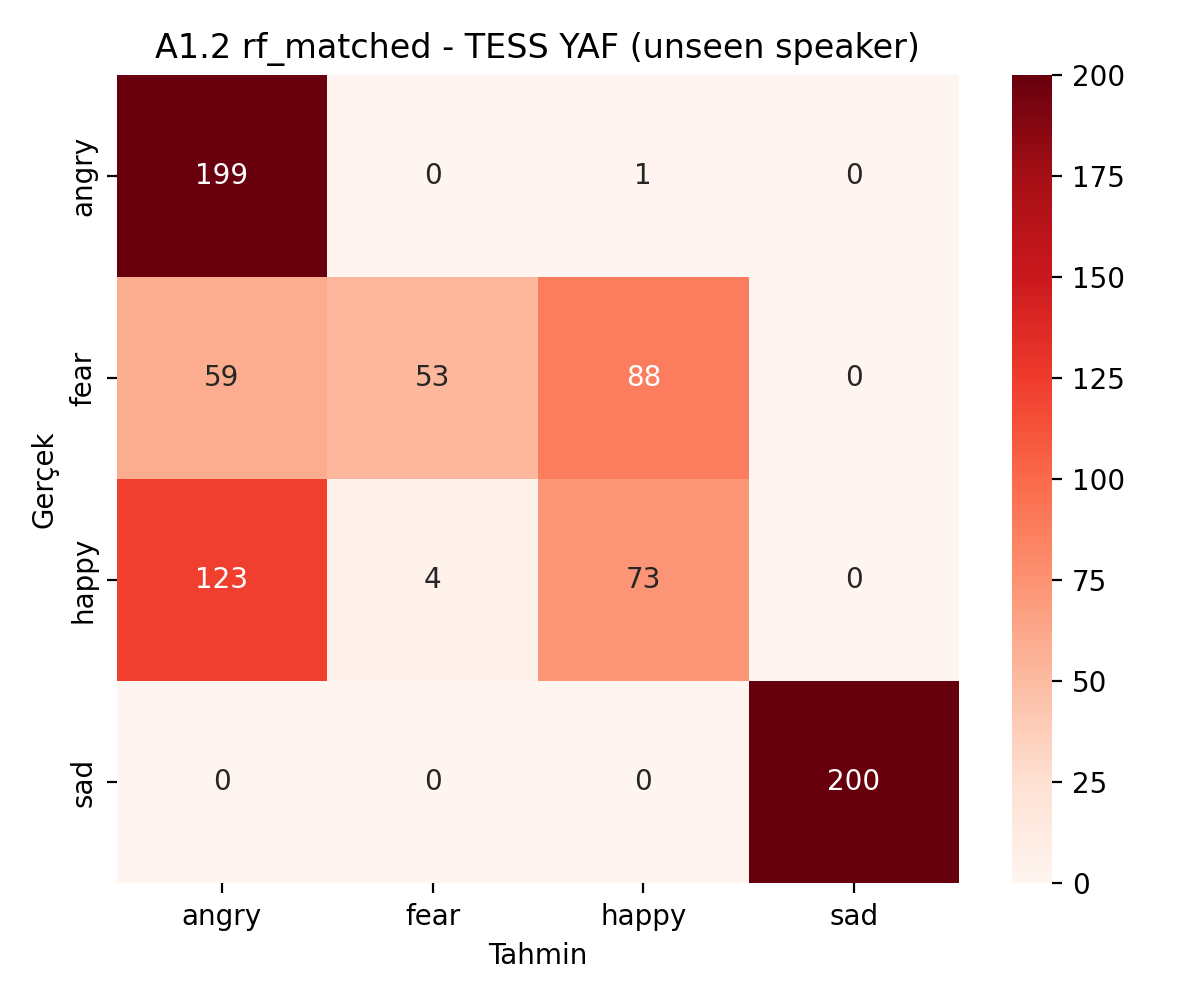 A1.2 rf_matched - TESS YAF (unseen speaker)
Gerçek
angry 199 0 1 0
fear 59 53 88 0
happy 123 4 73 0
sad 0 0 0 200
angry fear happy sad
Tahmin
200
175
150
125
100
75
50
25
0